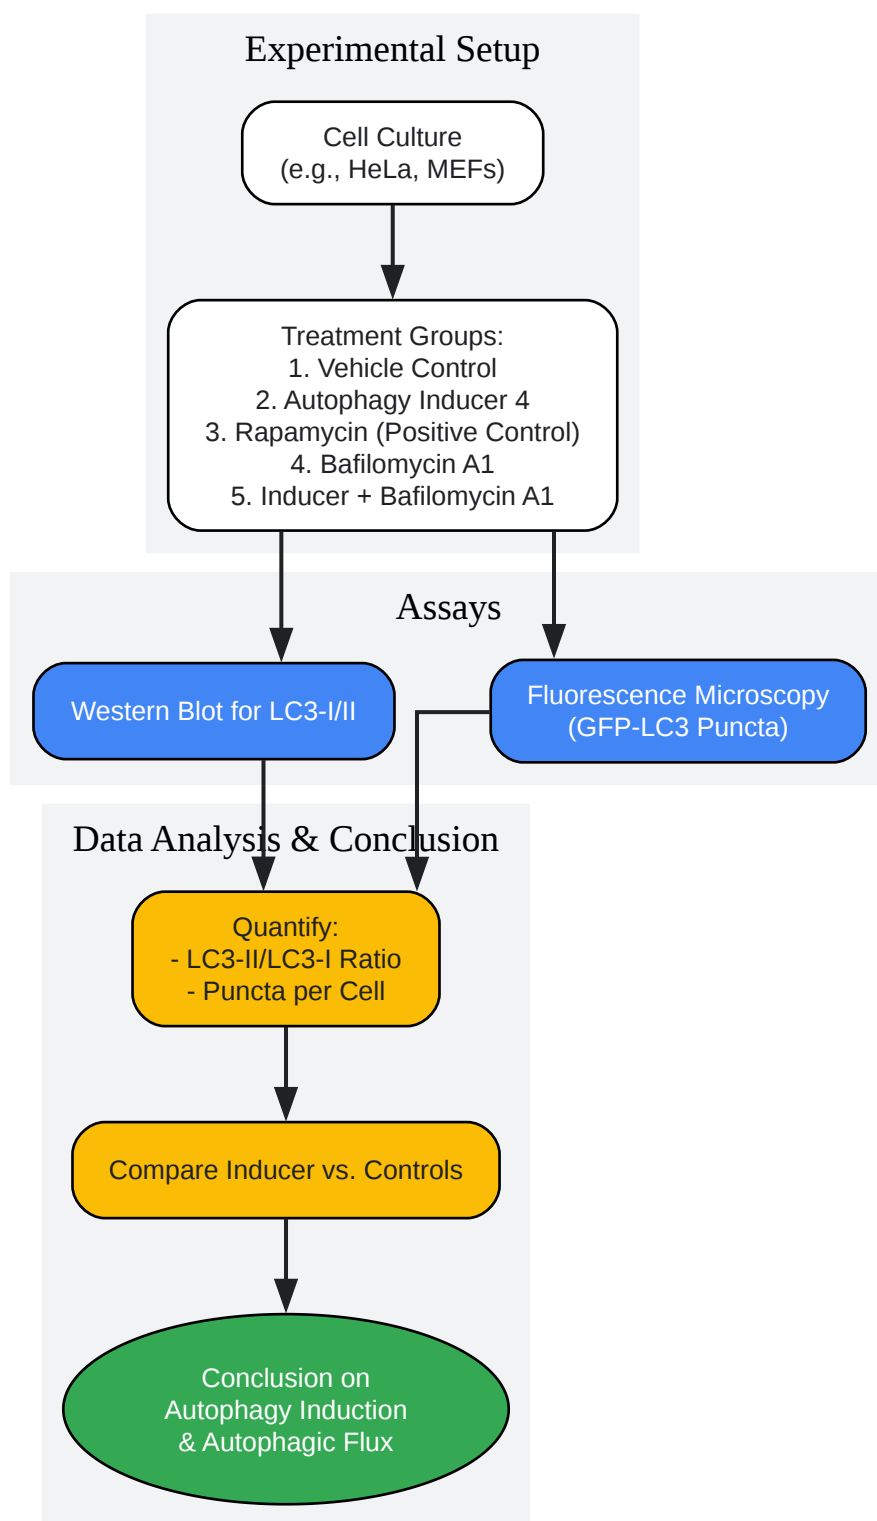 Experimental Setup
Cell Culture
(e.g., HeLa, MEFs)
Treatment Groups:
1. Vehicle Control
2. Autophagy Inducer 4
3. Rapamycin (Positive Control)
4. Bafilomycin A1
5. Inducer + Bafilomycin A1
Assays
Western Blot for LC3-I/II
Fluorescence Microscopy
(GFP-LC3 Puncta)
Data Analysis & Conclusion
Quantify:
- LC3-II/LC3-I Ratio
- Puncta per Cell
Compare Inducer vs. Controls
Conclusion on
Autophagy Induction
& Autophagic Flux